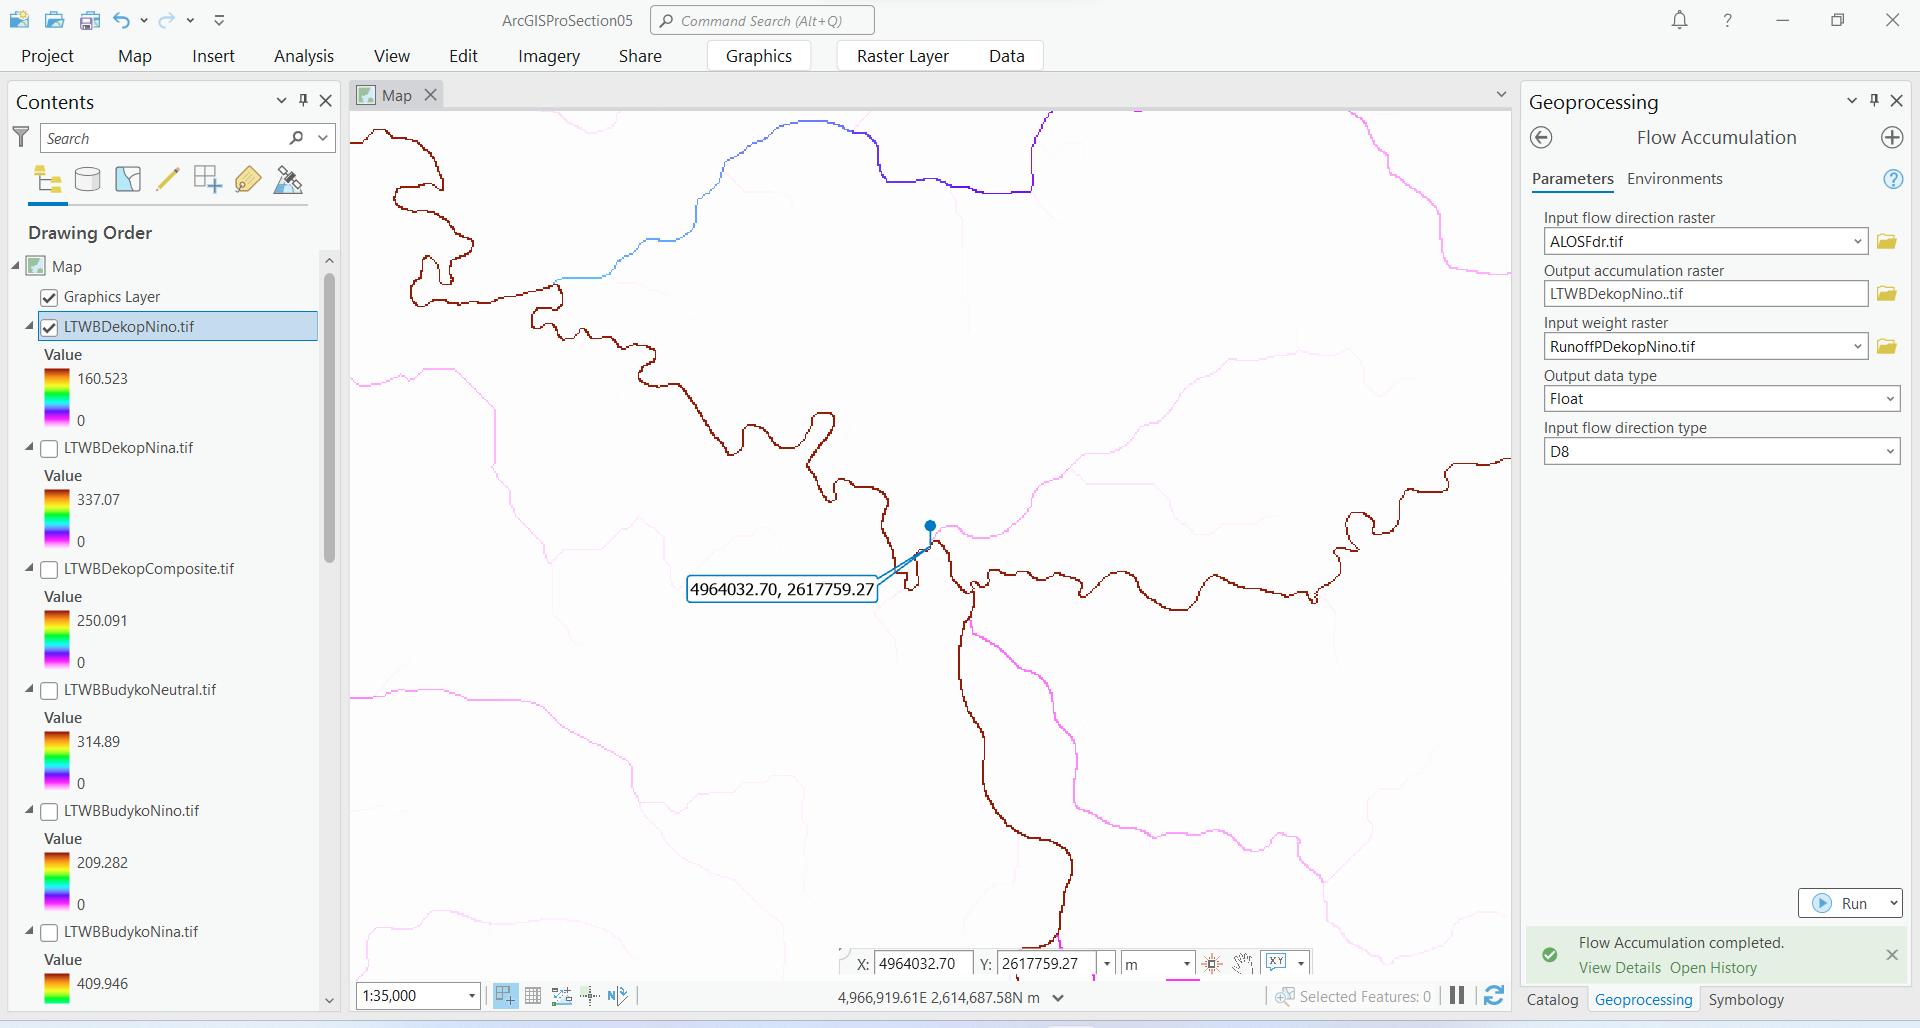 ArcGISProSection05
Command Search (Alt+Q)
Project Map Insert Analysis View Edit Imagery Share Graphics Raster Layer Data
Contents
Search
Drawing Order
Map
Graphics Layer
LTWBDekopNino.tif
Value
160.523
0
LTWBDekopNina.tif
Value
337.07
0
LTWBDekopComposite.tif
Value
250.091
0
LTWBBudykoNeutral.tif
Value
314.89
0
LTWBBudykoNino.tif
Value
209.282
0
LTWBBudykoNina.tif
Value
409.946
Map
4964032.70, 2617759.27
X: 4964032.70 Y: 2617759.27 m XY
1:35,000
N
4,966,919.61E 2,614,687.58N m
Selected Features: 0
Geoprocessing
Flow Accumulation
Parameters Environments
Input flow direction raster
ALOSFdr.tif
Output accumulation raster
LTWBDekopNino..tif
Input weight raster
RunoffPDekopNino.tif
Output data type
Float
Input flow direction type
D8
Run
Flow Accumulation completed.
View Details Open History
Catalog Geoprocessing Symbology